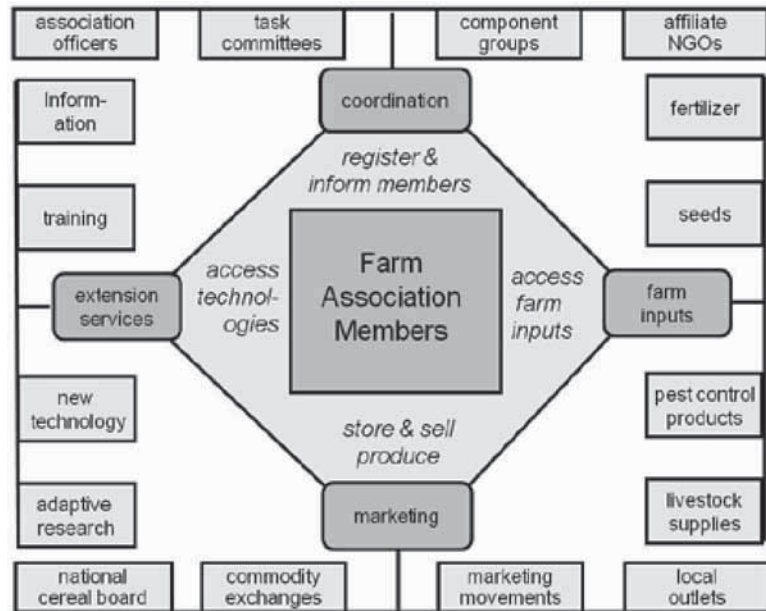 association
officers
task
committees
component
groups
affiliate
NGOs
Inform-
ation
coordination
fertilizer
register &
inform members
training
seeds
access
technol-
ogies
Farm
Association
Members
access
farm
inputs
extension
services
farm
inputs
new
technology
pest control
products
store & sell
produce
adaptive
research
marketing
livestock
supplies
national
cereal board
commodity
exchanges
marketing
movements
local
outlets